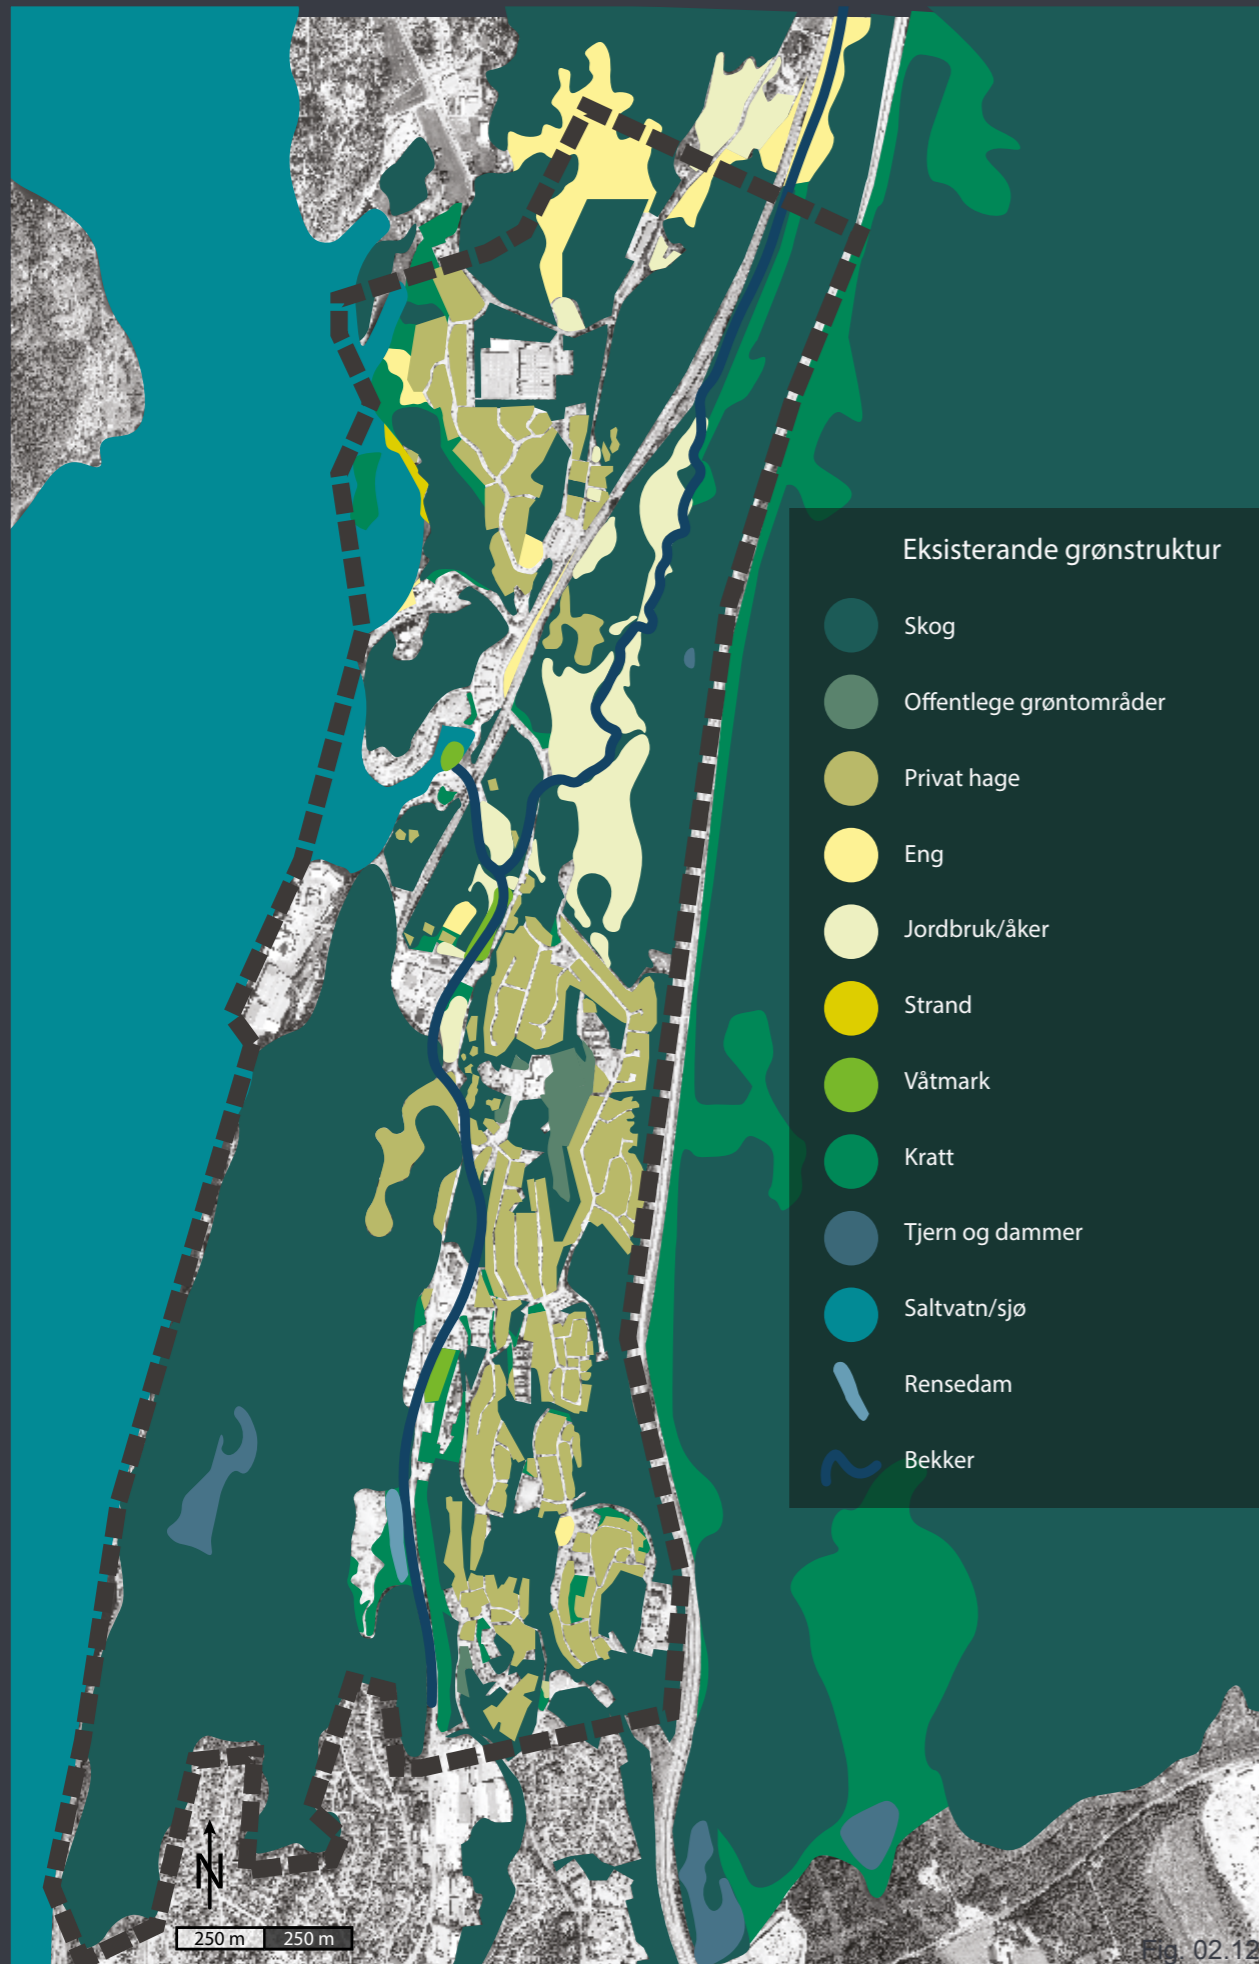 Eksisterande grønstruktur
Skog
Offentlege grøntområder
Privat hage
Eng
Jordbruk/åker
Strand
Våtmark
Kratt
Tjern og dammer
Saltvatn/sjø
Rensedam
Bekker
N
250 m 250 m
Fig. 02.12